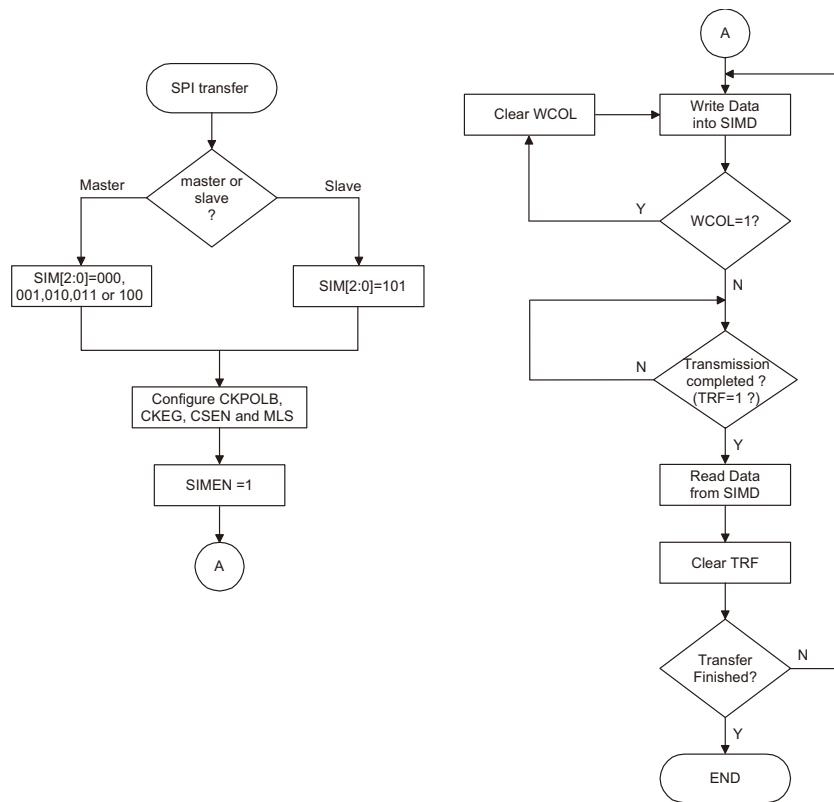 SPI transfer
master or
slave
?
Master
Slave
SIM[2:0]=000,
001,010,011 or 100
SIM[2:0]=101
Configure CKPOLB,
CKEG, CSEN and MLS
SIMEN =1
A
A
Clear WCOL
Write Data
into SIMD
Y
WCOL=1?
N
N
Transmission
completed ?
(TRF=1 ?)
Y
Read Data
from SIMD
Clear TRF
Transfer
Finished?
N
Y
END